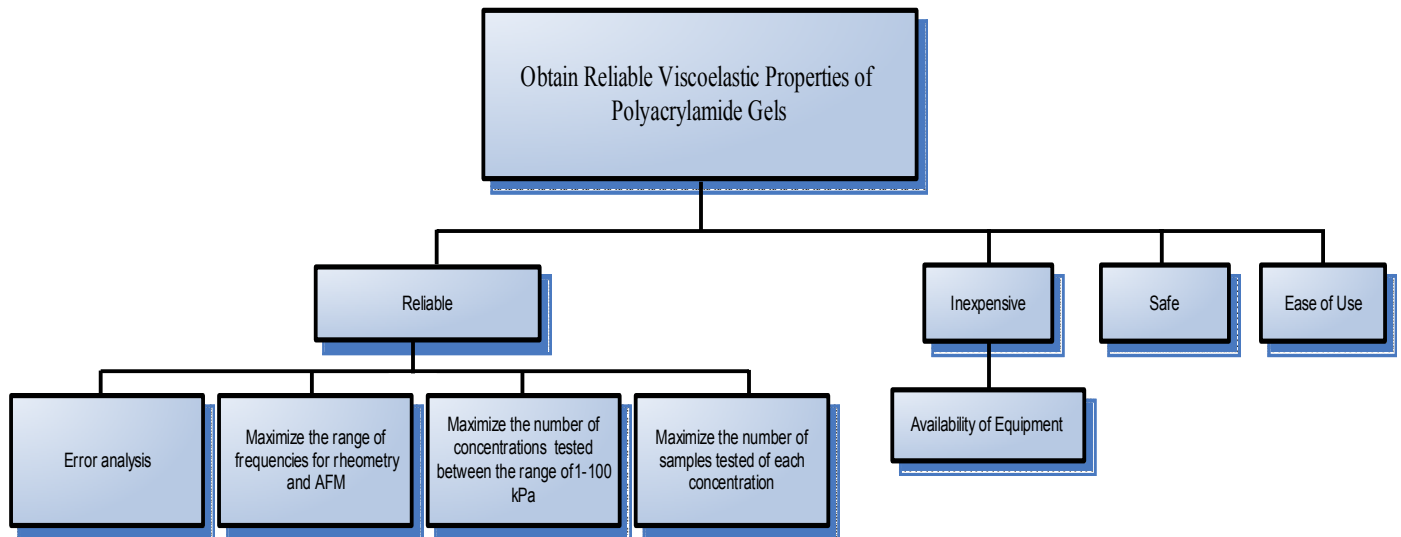 Obtain Reliable Viscoelastic Properties of
Polyacrylamide Gels
Reliable
Inexpensive
Safe
Ease of Use
Error analysis
Maximize the range of
frequencies for rheometry
and AFM
Maximize the number of
concentrations tested
between the range of1-100
kPa
Maximize the number of
samples tested of each
concentration
Availability of Equipment